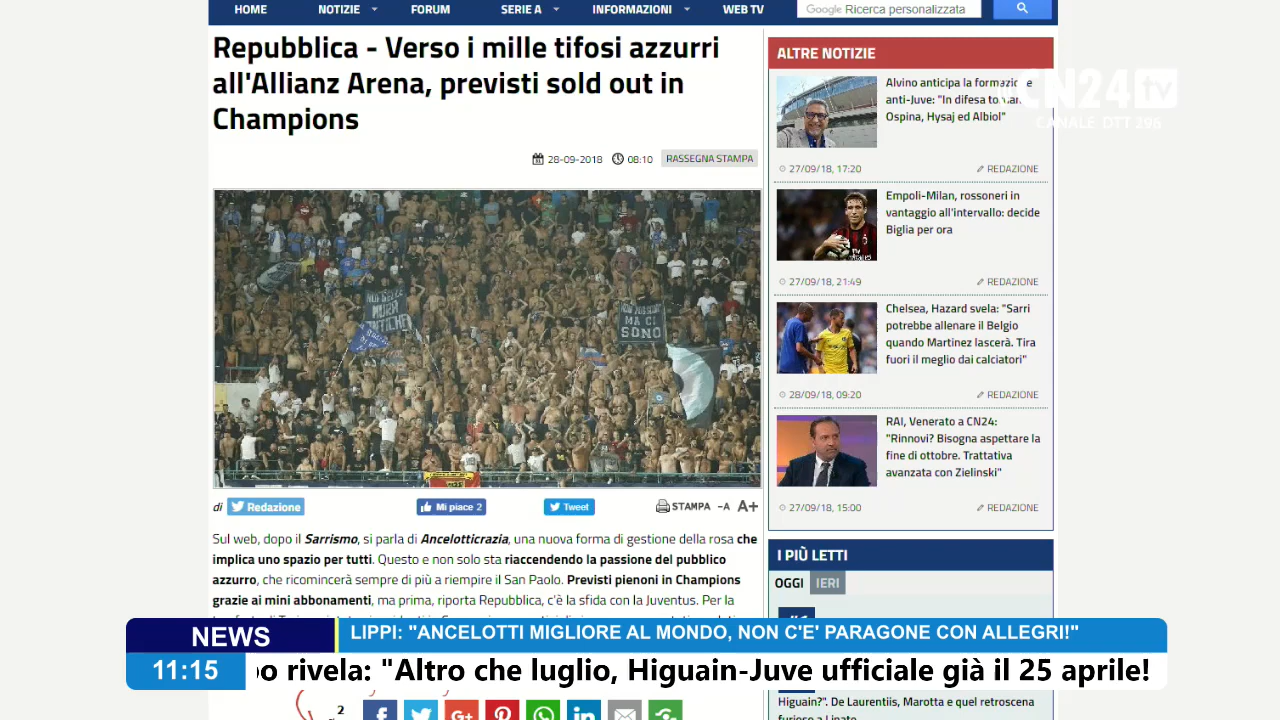 HOME NOTIZIE FORUM SERIE A INFORMAZIONI WEB TV Google Ricerca personalizzata
Repubblica - Verso i mille tifosi azzurri
all'Allianz Arena, previsti sold out in
Champions
28-09-2018 08:10 RASSEGNA STAMPA
MURA
ANTICHE
MA CI
SONO
di Redazione Mi piace 2 Tweet STAMPA -A A+
Sul web, dopo il Sarrismo, si parla di Ancelotticrazia, una nuova forma di gestione della rosa che
implica uno spazio per tutti. Questo e non solo sta riaccendendo la passione del pubblico
azzurro, che ricomincerà sempre di più a riempire il San Paolo. Previsti pienoni in Champions
grazie ai mini abbonamenti, ma prima, riporta Repubblica, c'è la sfida con la Juventus. Per la
2
ALTRE NOTIZIE
Alvino anticipa la formazione
anti-Juve: "In difesa
Ospina, Hysaj ed Albiol"
27/09/18, 17:20 REDAZIONE
Empoli-Milan, rossoneri in
vantaggio all'intervallo: decide
Biglia per ora
27/09/18, 21:49 REDAZIONE
Chelsea, Hazard svela: "Sarri
potrebbe allenare il Belgio
quando Martinez lascerà. Tira
fuori il meglio dai calciatori"
28/09/18, 09:20 REDAZIONE
RAI, Venerato a CN24:
"Rinnovi? Bisogna aspettare la
fine di ottobre. Trattativa
avanzata con Zielinski"
27/09/18, 15:00 REDAZIONE
I PIÙ LETTI
OGGI IERI
Higuain?". De Laurentiis, Marotta e quel retroscena
furioso a Linate
CN24 tv
CANALE DTT 296
NEWS
LIPPI: "ANCELOTTI MIGLIORE AL MONDO, NON C'E' PARAGONE CON ALLEGRI!"
11:15
rivela: "Altro che luglio, Higuain-Juve ufficiale già il 25 aprile!